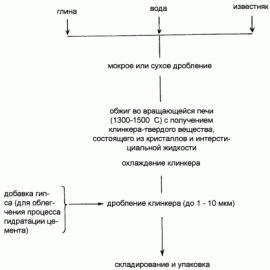 глина
вода
известняк
мокрое или сухое дробление
обжиг во вращающейся печи
(1300-1500 С) с получением
клинкера-твердого вещества,
состоящего из кристаллов и интерсти-
циальной жидкости
охлаждение клинкера
добавка гип-
са (для облег-
чения процесса
гидратации це-
мента)
дробление клинкера (до 1 - 10 мкм)
складирование и упаковка